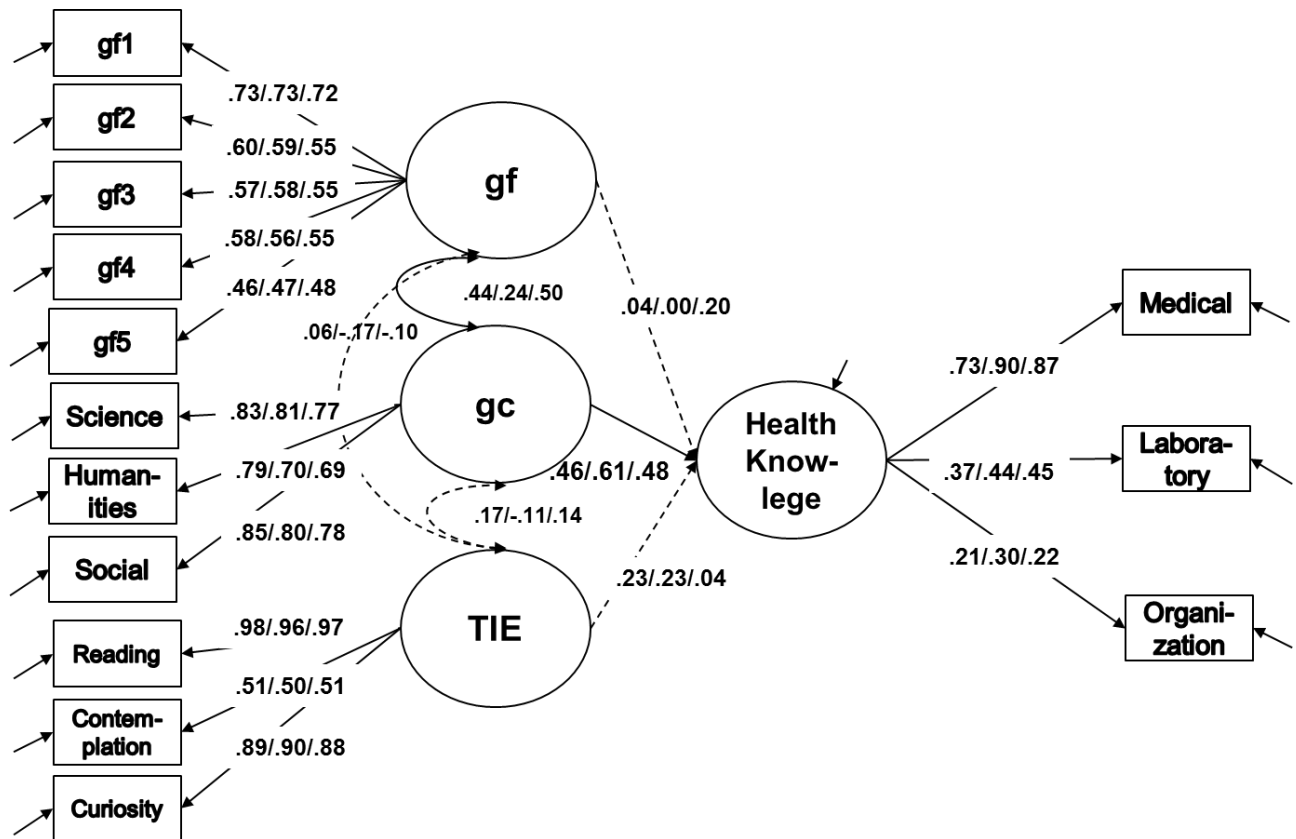 gf1
.73/.73/.72
gf2
.60/.59/.55
gf3
.57/.58/.55
gf4
.58/.56/.55
gf5
.46/.47/.48
gf
.44/.24/.50
.04/.00/.20
.06/-.17/-.10
Science
.83/.81/.77
Human-
ities
.79/.70/.69
Social
.85/.80/.78
gc
.46/.61/.48
.17/-.11/.14
Reading
.98/.96/.97
Contem-
plation
.51/.50/.51
Curiosity
.89/.90/.88
TIE
.23/.23/.04
Health
Know-
lege
.73/.90/.87
Medical
.37/.44/.45
Labora-
tory
.21/.30/.22
Organi-
zation